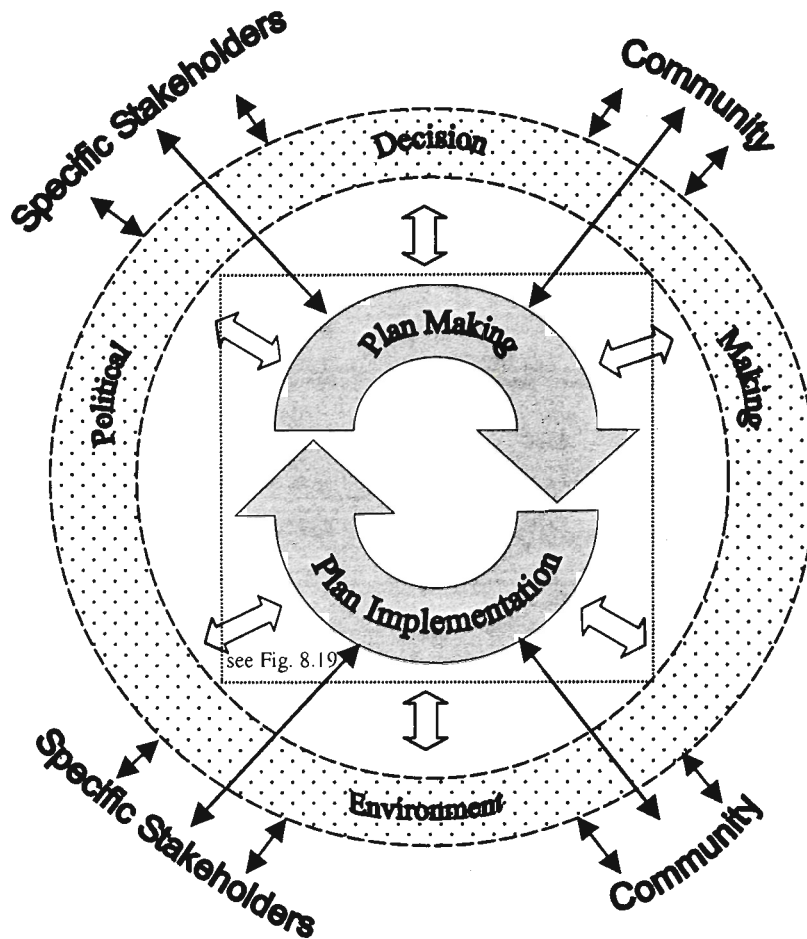 Specific Stakeholders
Community
Political
Decision
Making
Environment
Plan Making
Plan Implementation
see Fig. 8.19
Specific Stakeholders
Community